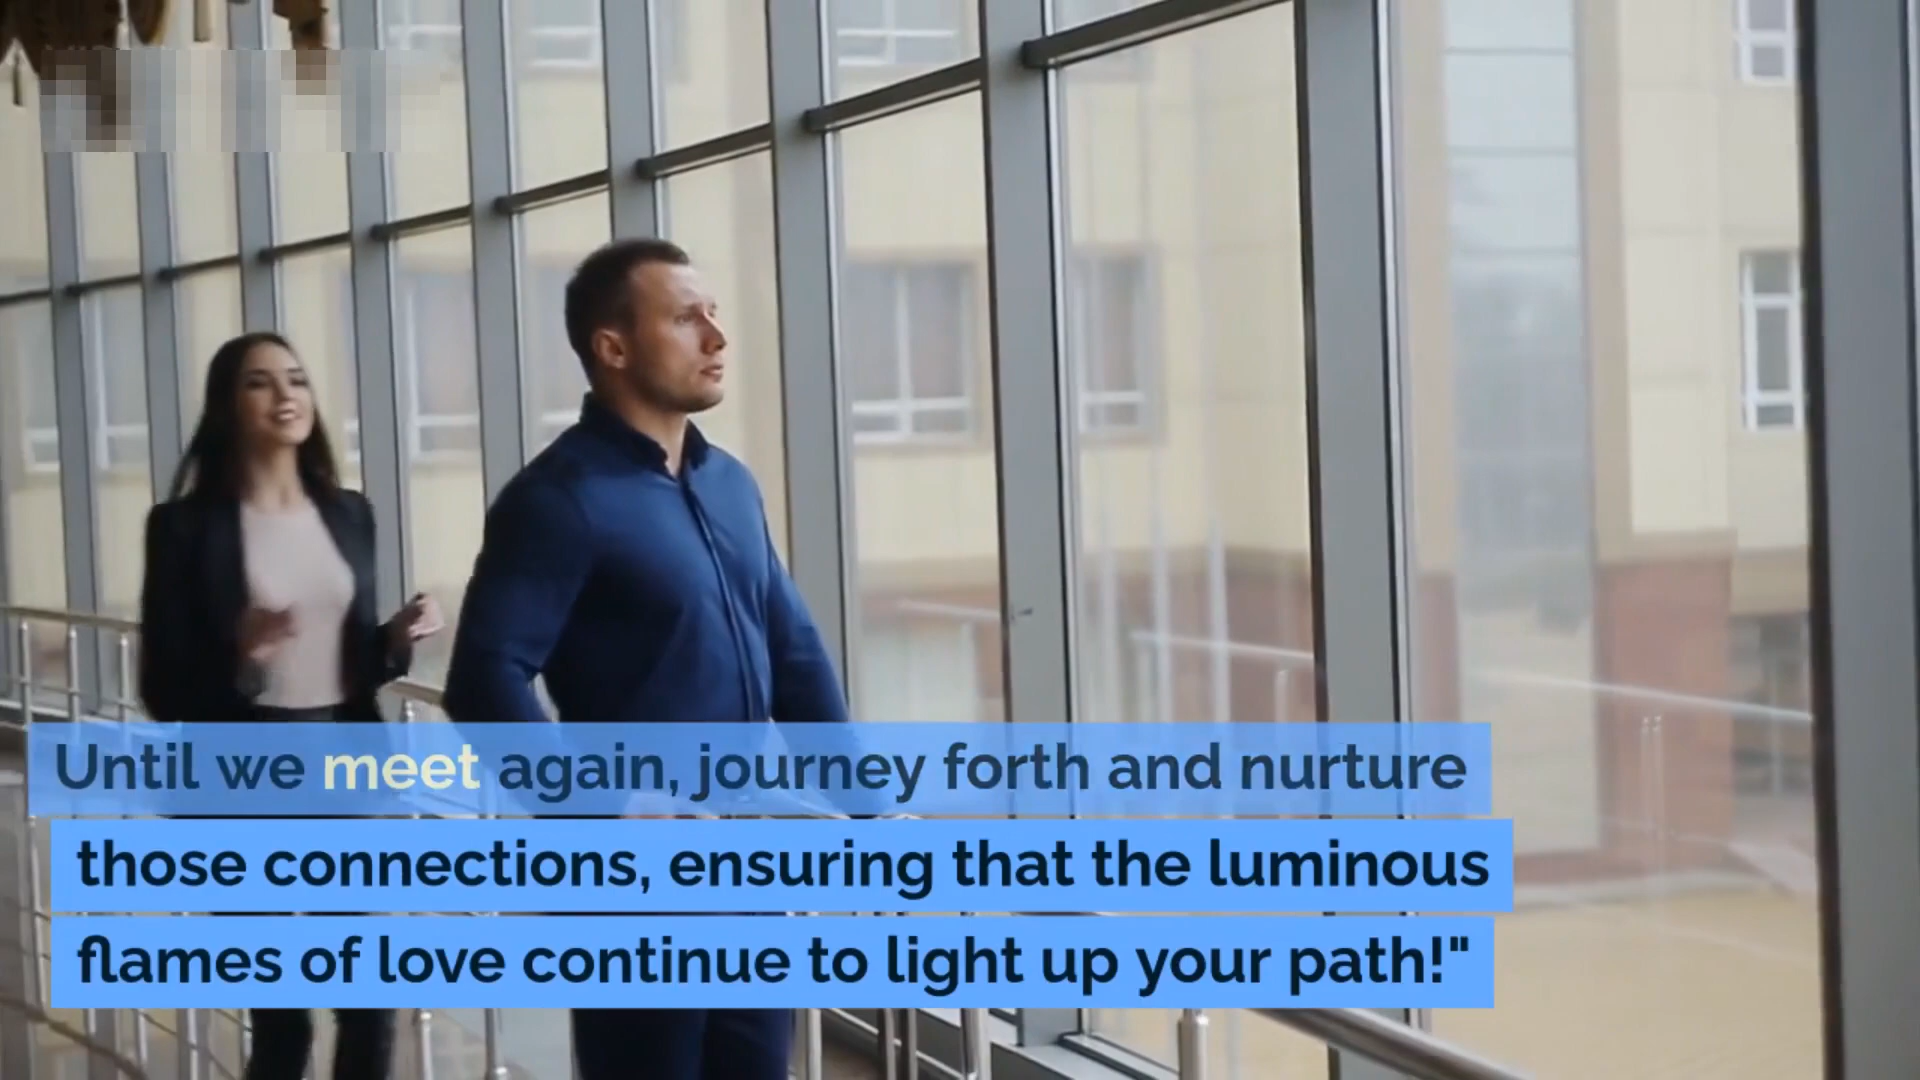 Until we meet again, journey forth and nurture
those connections, ensuring that the luminous
flames of love continue to light up your path!"